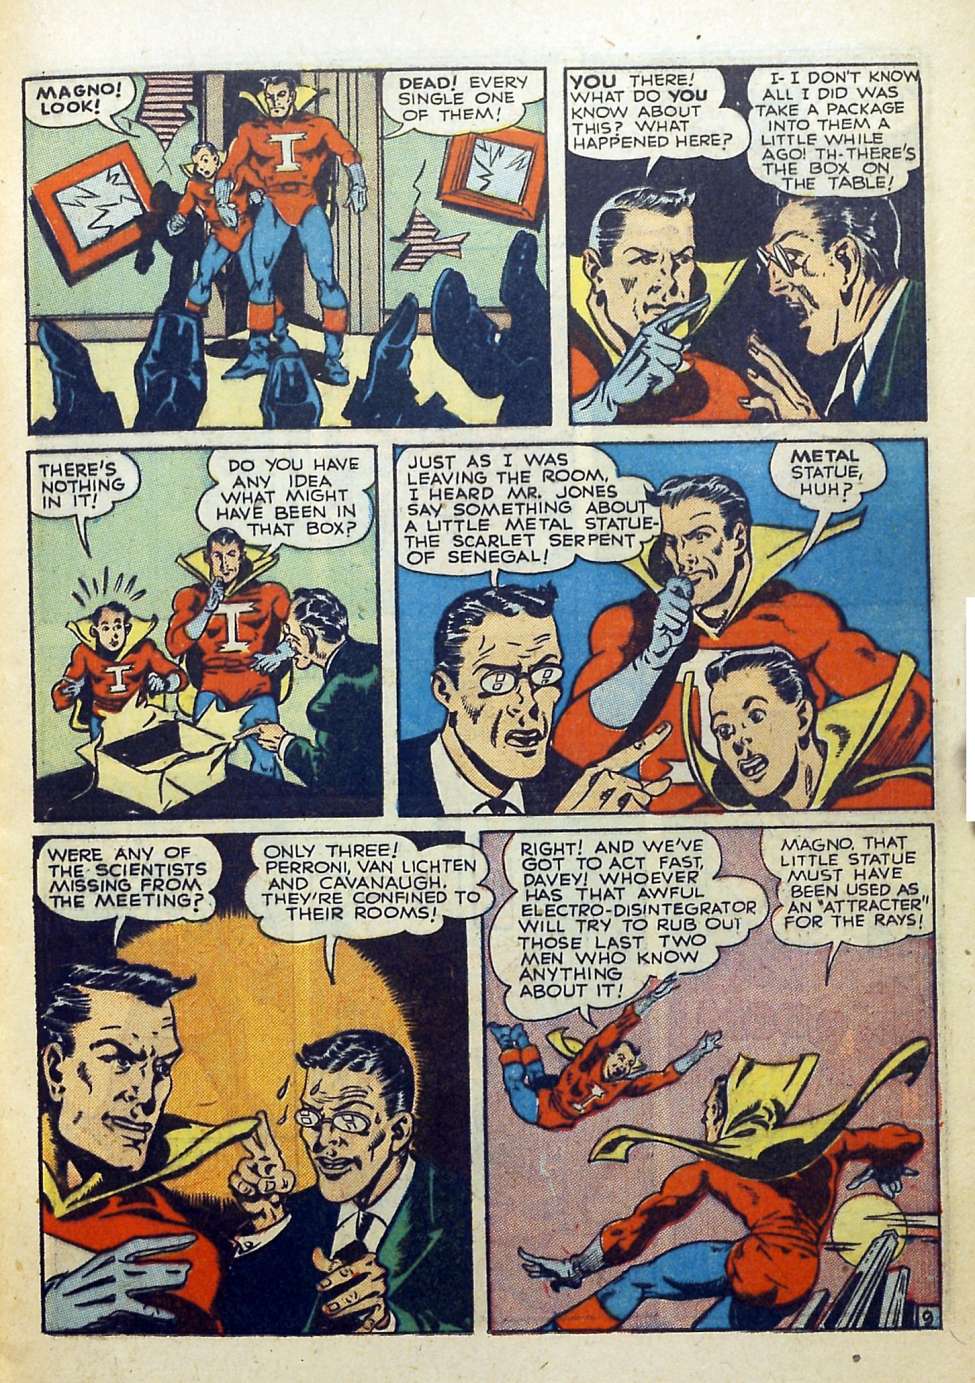 MAGNO!
LOOK!
DEAD! EVERY
SINGLE ONE
OF THEM!
I
YOU THERE!
WHAT DO YOU
KNOW ABOUT
THIS? WHAT
HAPPENED HERE?
I-I DON'T KNOW
ALL I DID WAS
TAKE A PACKAGE
INTO THEM A
LITTLE WHILE
AGO! TH-THERE'S
THE BOX ON
THE TABLE!
THERE'S
NOTHING
IN IT!
DO YOU HAVE
ANY IDEA
WHAT MIGHT
HAVE BEEN IN
THAT BOX?
I
I
JUST AS I WAS
LEAVING THE ROOM,
I HEARD MR. JONES
SAY SOMETHING ABOUT
A LITTLE METAL STATUE-
THE SCARLET SERPENT
OF SENEGAL!
METAL
STATUE,
HUH?
WERE ANY OF
THE SCIENTISTS
MISSING FROM
THE MEETING?
ONLY THREE!
PERRONI, VAN LICHTEN
AND CAVANAUGH.
THEY'RE CONFINED TO
THEIR ROOMS!
RIGHT! AND WE'VE
GOT TO ACT FAST,
DAVEY! WHOEVER
HAS THAT AWFUL
ELECTRO-DISINTEGRATOR
WILL TRY TO RUB OUT
THOSE LAST TWO
MEN WHO KNOW
ANYTHING
ABOUT IT!
MAGNO, THAT
LITTLE STATUE
MUST HAVE
BEEN USED AS
AN "ATTRACTER"
FOR THE RAYS!
I
9